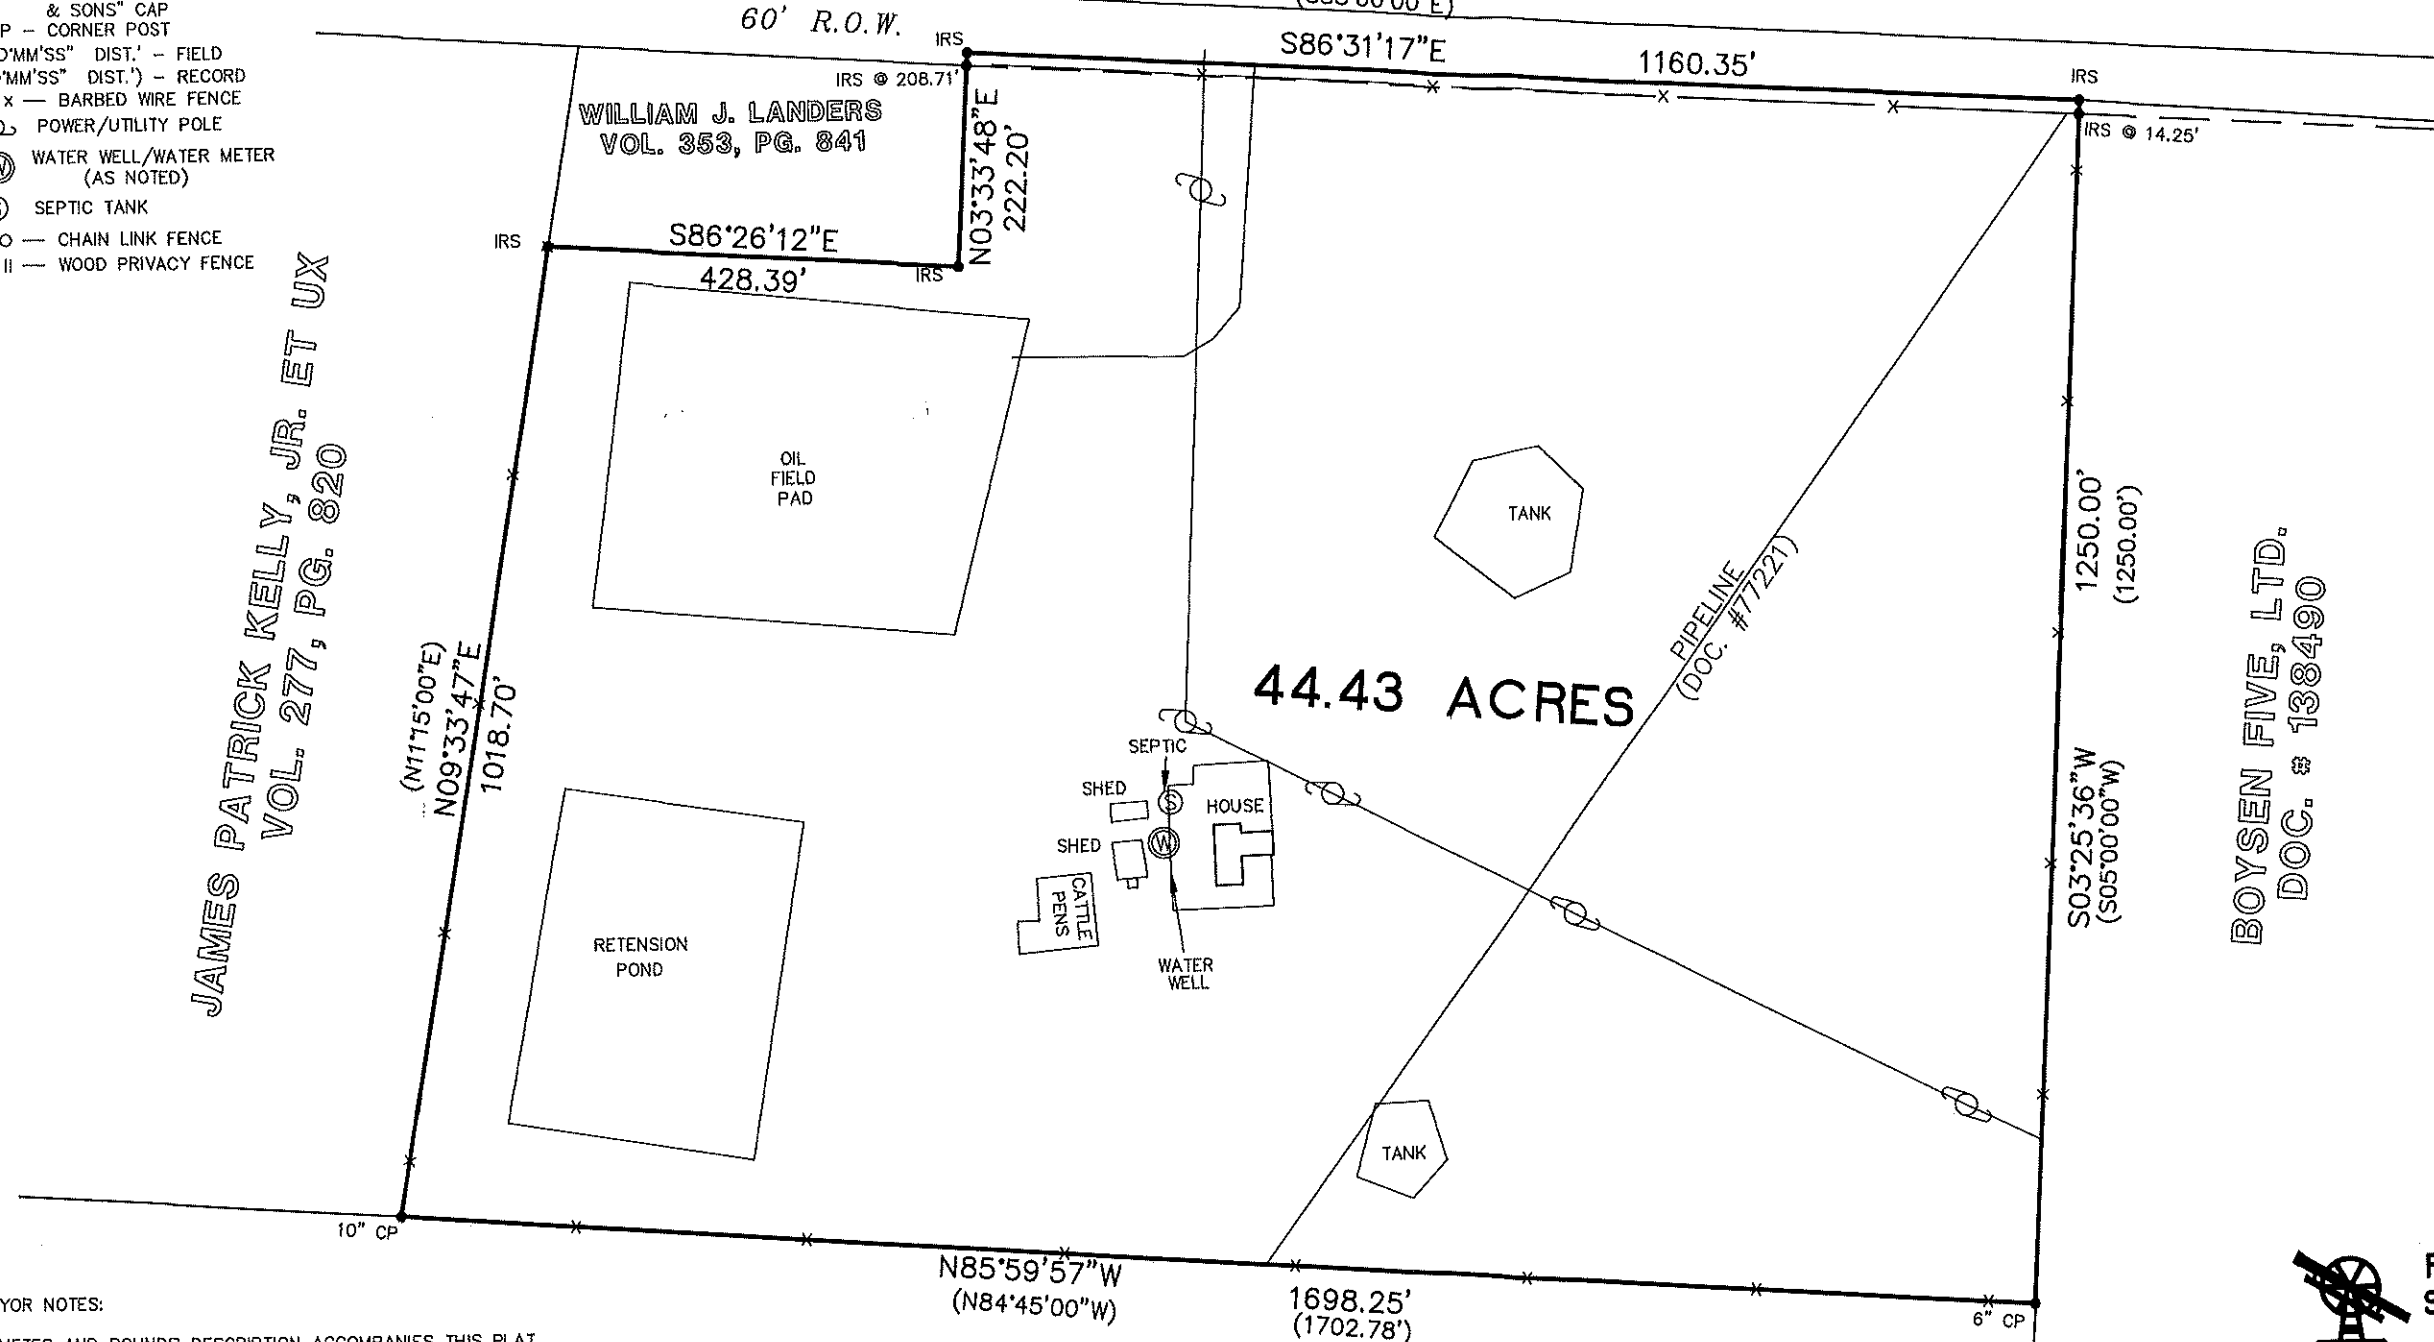 & SONS" CAP
P – CORNER POST
D°MM'SS" DIST.' – FIELD
°MM'SS" DIST.') – RECORD
x — BARBED WIRE FENCE
POWER/UTILITY POLE
W WATER WELL/WATER METER
(AS NOTED)
SEPTIC TANK
O — CHAIN LINK FENCE
II — WOOD PRIVACY FENCE
60' R.O.W.
IRS
S86°31'17"E
1160.35'
IRS
IRS @ 208.71'
IRS @ 14.25'
WILLIAM J. LANDERS
VOL. 353, PG. 841
N03°33'48"E
222.20'
IRS
S86°26'12"E
428.39'
IRS
JAMES PATRICK KELLY, JR. ET UX
VOL. 277, PG. 820
OIL
FIELD
PAD
TANK
PIPELINE
(DOC. #77221)
1250.00'
(1250.00')
BOYSEN FIVE, LTD.
DOC. # 138490
44.43 ACRES
(N11°15'00"E)
N09°33'47"E
1018.70'
S03°25'36"W
(S05°00'00"W)
SEPTIC
SHED
S
HOUSE
SHED
W
CATTLE
PENS
WATER
WELL
RETENSION
POND
TANK
10" CP
N85°59'57"W
(N84°45'00"W)
1698.25'
(1702.78')
6" CP
YOR NOTES: